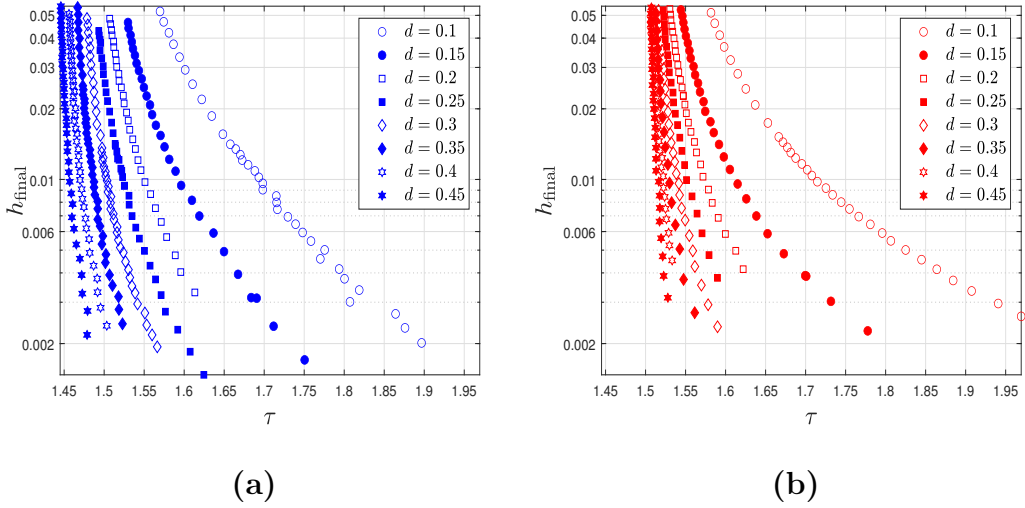 0.05
0.04
0.03
0.02
0.01
0.006
0.004
0.002
h_final
1.45 1.5 1.55 1.6 1.65 1.7 1.75 1.8 1.85 1.9 1.95
τ
d = 0.1
d = 0.15
d = 0.2
d = 0.25
d = 0.3
d = 0.35
d = 0.4
d = 0.45
(a)
0.05
0.04
0.03
0.02
0.01
0.006
0.004
0.002
h_final
1.45 1.5 1.55 1.6 1.65 1.7 1.75 1.8 1.85 1.9 1.95
τ
d = 0.1
d = 0.15
d = 0.2
d = 0.25
d = 0.3
d = 0.35
d = 0.4
d = 0.45
(b)